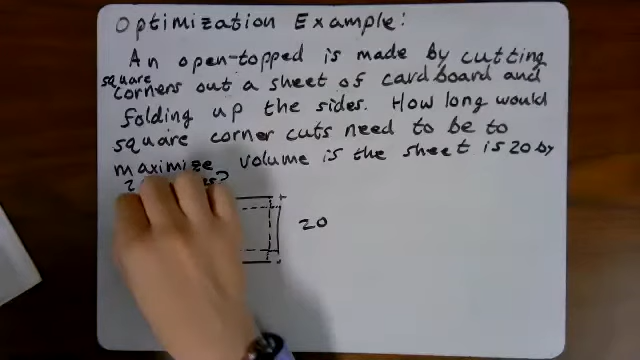 Optimization Example:
An open-topped is made by cutting
square
corners out a sheet of cardboard and
folding up the sides. How long would
square corner cuts need to be to
maximize volume is the sheet is 20 by
20